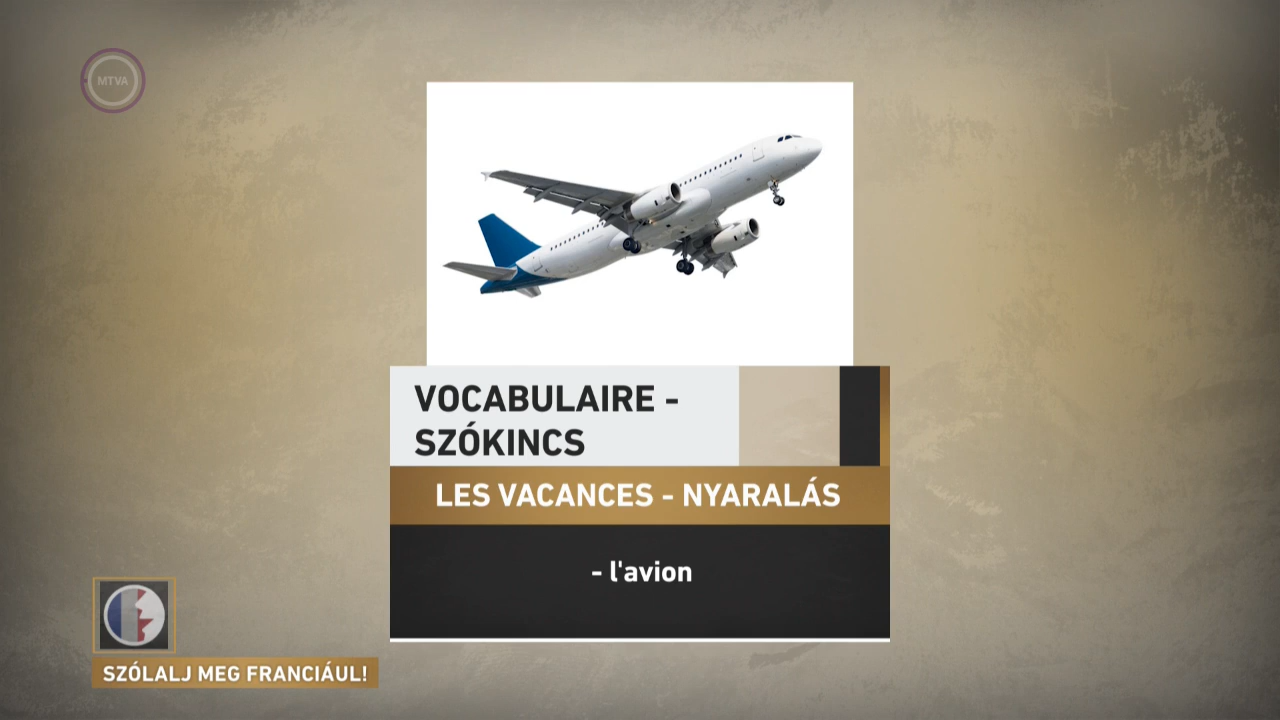 MTVA
VOCABULAIRE -
SZÓKINCS
LES VACANCES - NYARALÁS
- l'avion
SZÓLALJ MEG FRANCIÁUL!